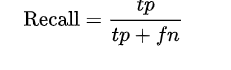 Recall = tp / (tp + fn)